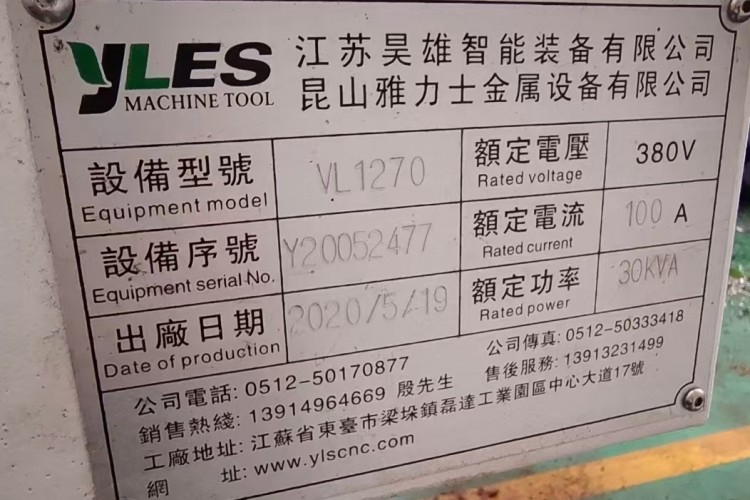 YLES
MACHINE TOOL
江苏昊雄智能装备有限公司
昆山雅力士金属设备有限公司
設備型號
Equipment model
VL1270
額定電壓
Rated voltage
380V
設備序號
Equipment serial No.
Y20052477
額定電流
Rated current
100 A
出廠日期
Date of production
2020/5/19
額定功率
Rated power
30KVA
公司電話: 0512-50170877
公司傳真: 0512-50333418
銷售熱綫: 13914964669 殷先生
售後服務: 13913231499
工廠地址: 江蘇省東臺市梁垛鎮磊達工業園區中心大道17號
網 址: www.ylscnc.com